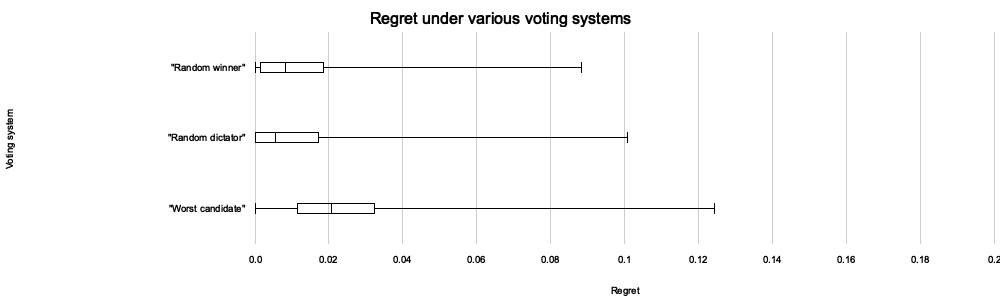 Regret under various voting systems
"Random winner"
"Random dictator"
"Worst candidate"
Voting system
0.0 0.02 0.04 0.06 0.08 0.1 0.12 0.14 0.16 0.18 0.2
Regret